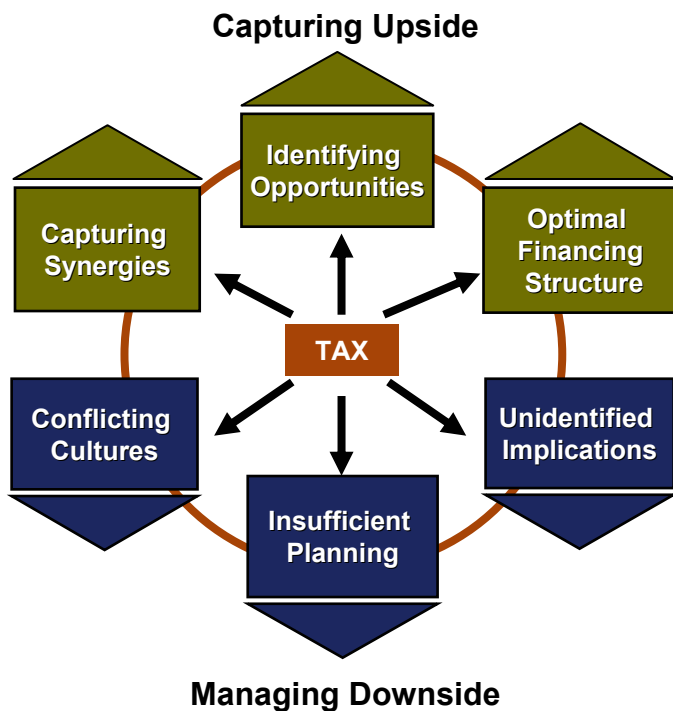 Capturing Upside
Identifying
Opportunities
Capturing
Synergies
Optimal
Financing
Structure
TAX
Conflicting
Cultures
Unidentified
Implications
Insufficient
Planning
Managing Downside